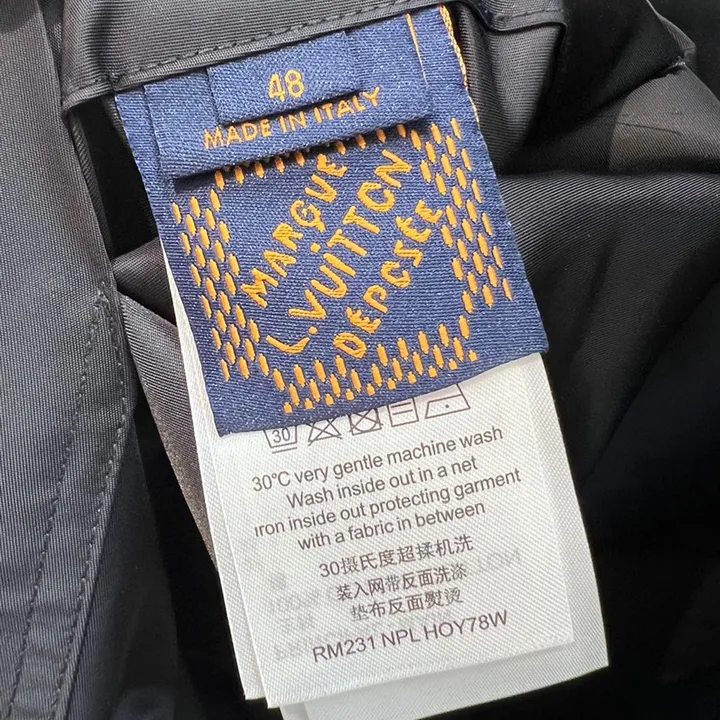 48
MADE IN ITALY
MARQUE
L.VUITTON
DÉPOSÉE
30
30°C very gentle machine wash
Wash inside out in a net
iron inside out protecting garment
with a fabric in between
30摄氏度超揉机洗
装入网带反面洗涤
垫布反面熨烫
RM231 NPL HOY78W